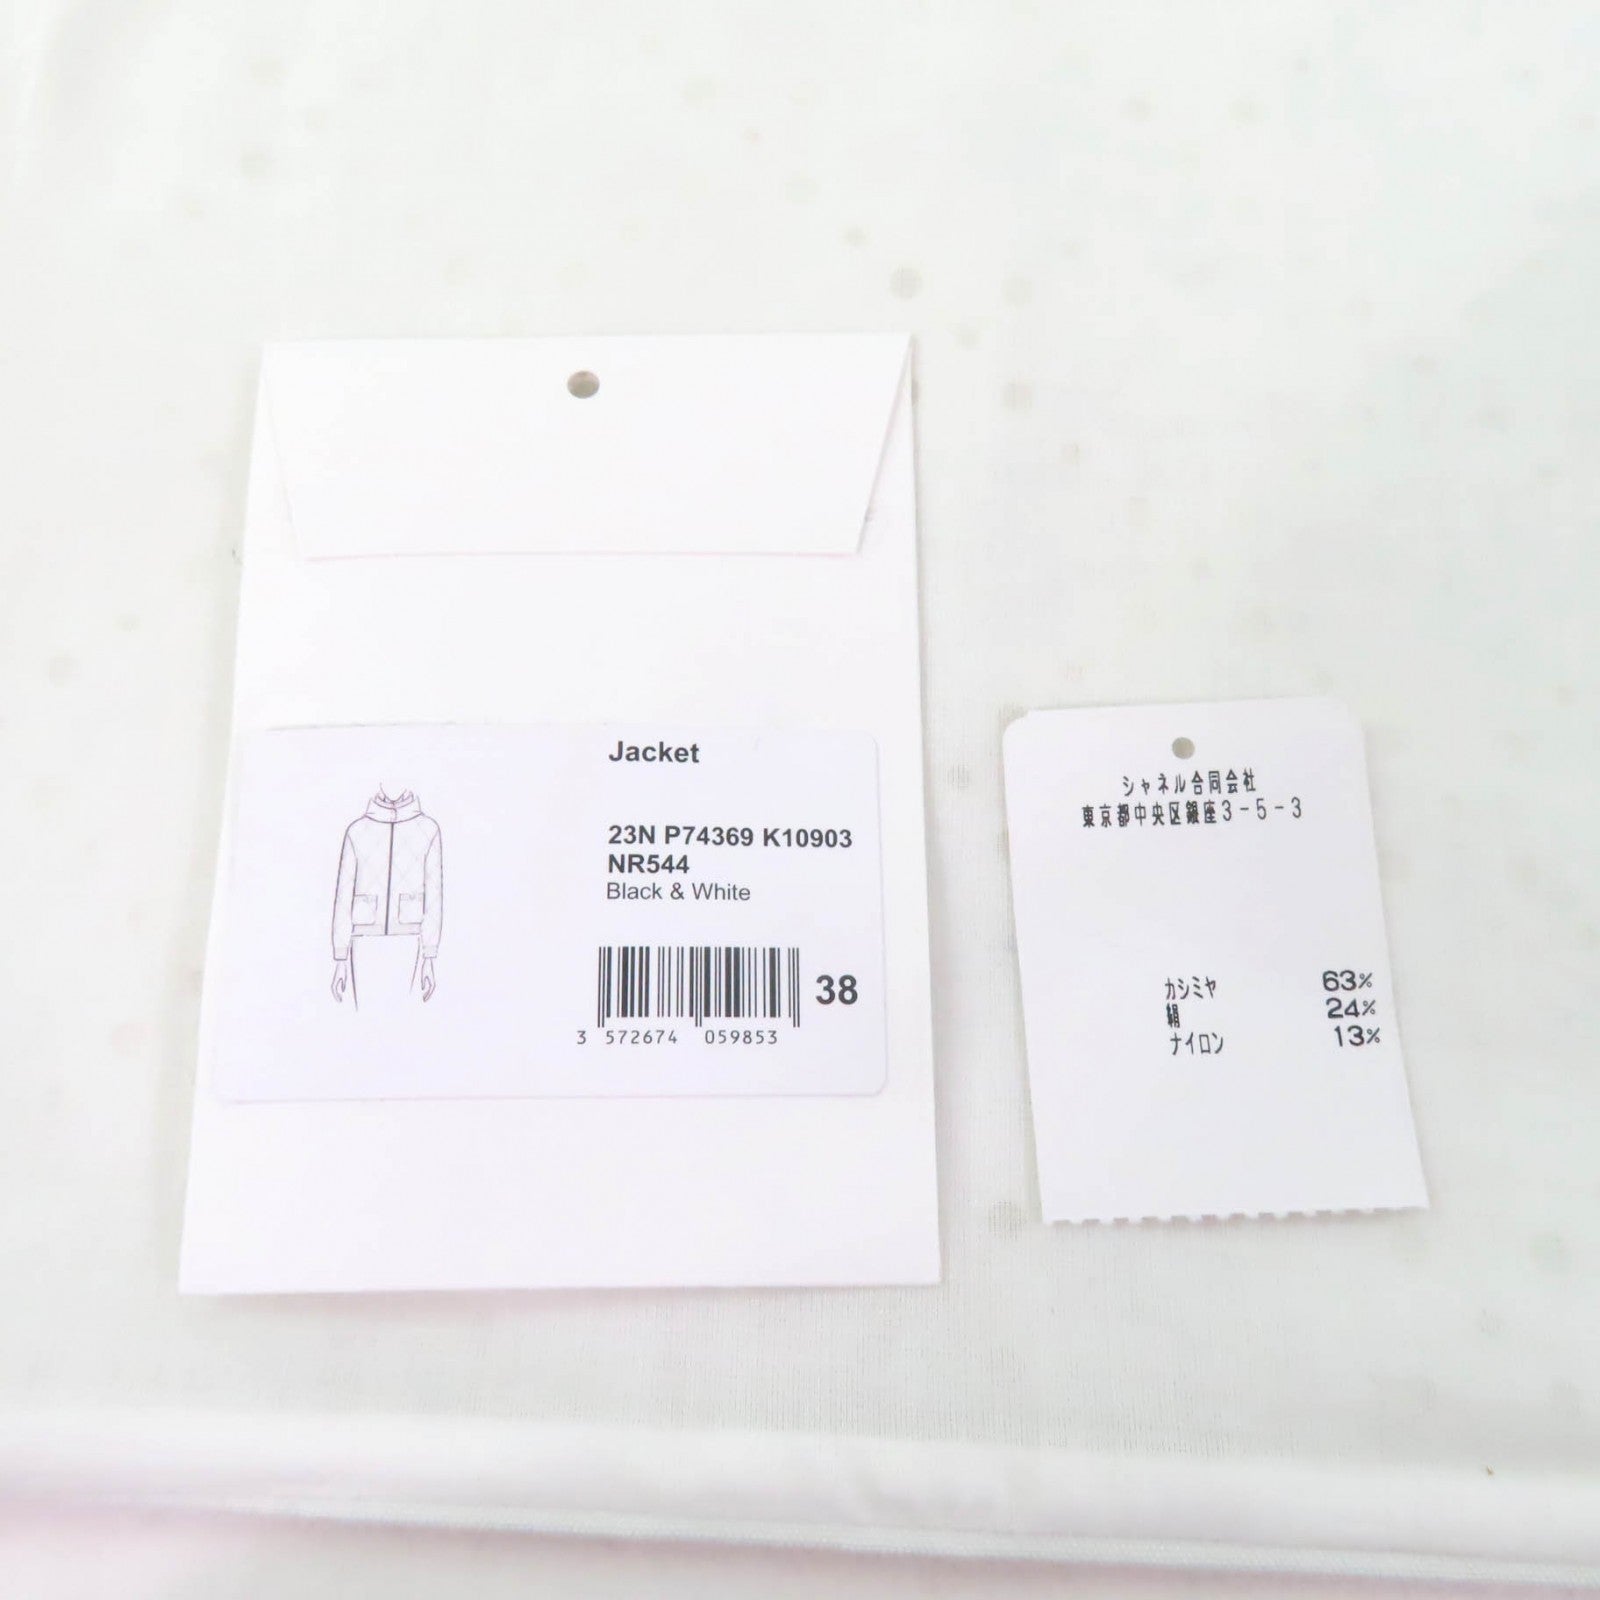 Jacket
23N P74369 K10903
NR544
Black & White
38
3 572674 059853
シャネル合同会社
東京都中央区銀座3-5-3
カシミヤ 63%
絹 24%
ナイロン 13%